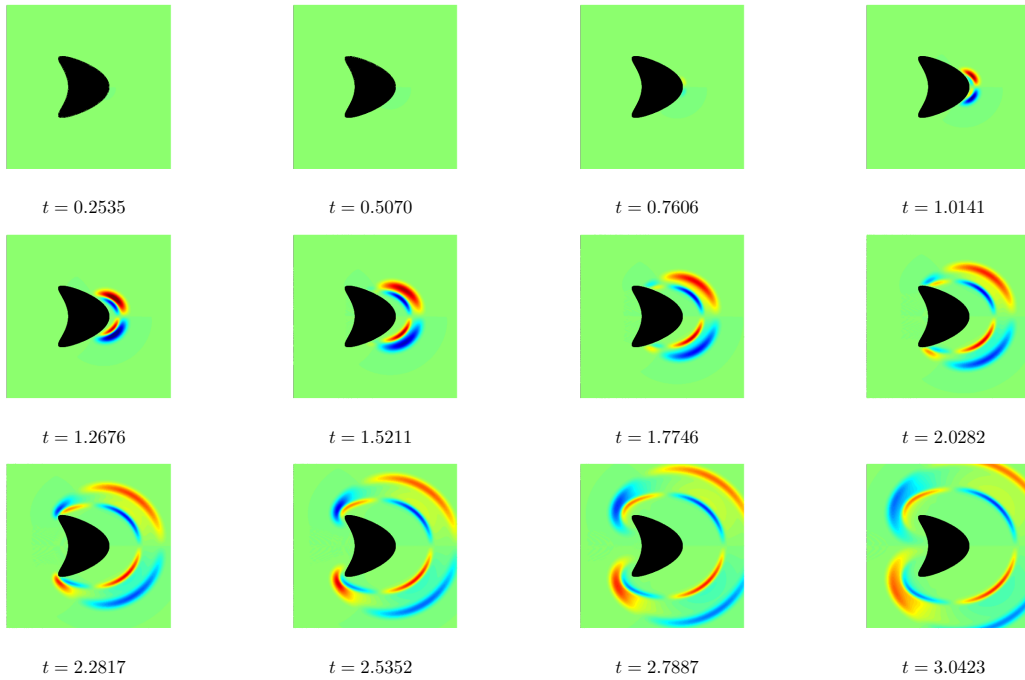 t = 0.2535
t = 0.5070
t = 0.7606
t = 1.0141
t = 1.2676
t = 1.5211
t = 1.7746
t = 2.0282
t = 2.2817
t = 2.5352
t = 2.7887
t = 3.0423